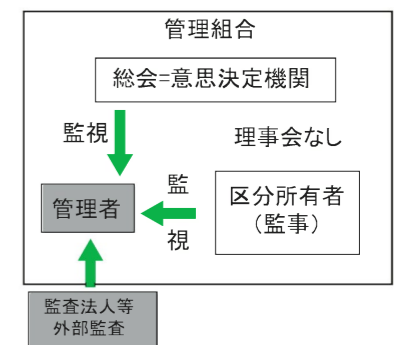 管理組合
総会=意思決定機関
監視
理事会なし
管理者
監
視
区分所有者
（監事）
監査法人等
外部監査